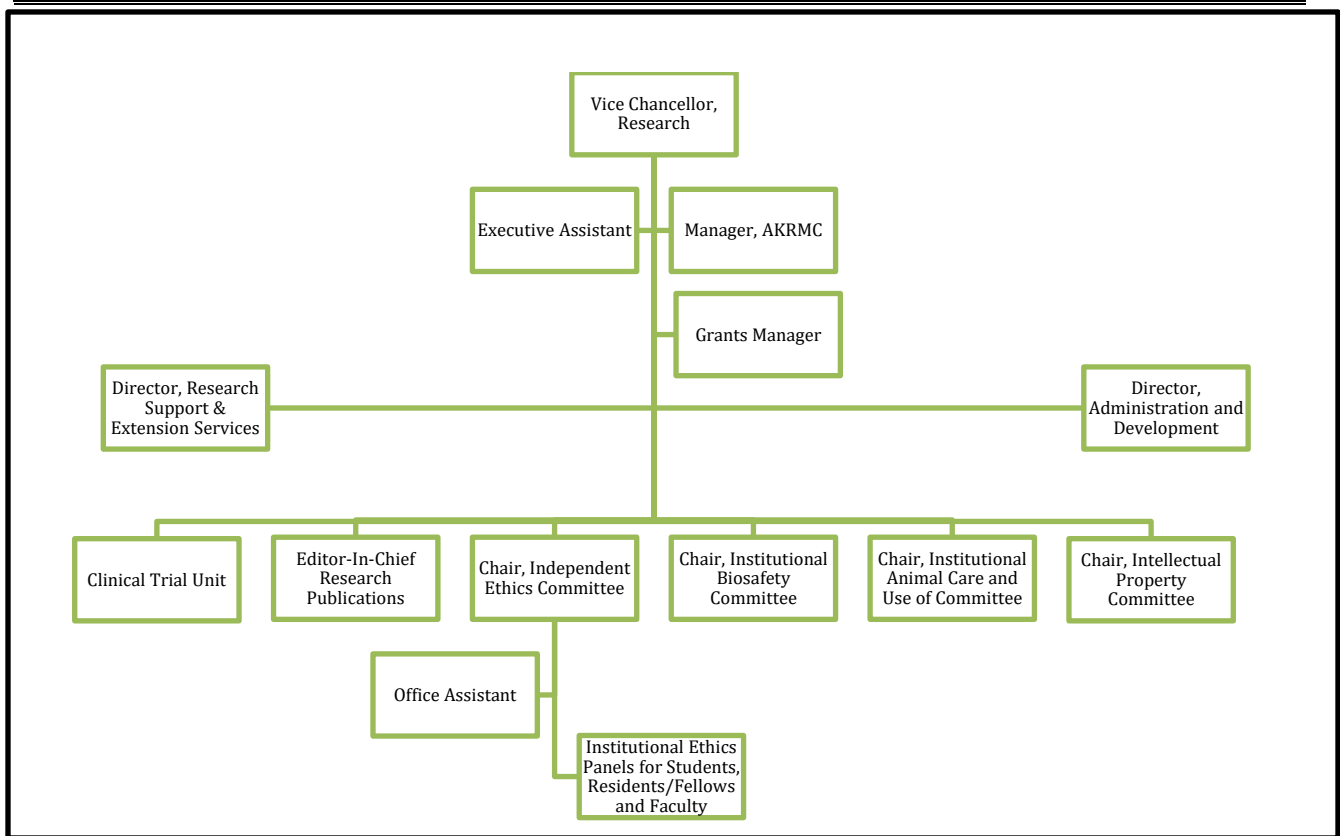 Vice Chancellor,
Research
Executive Assistant
Manager, AKRMC
Grants Manager
Director, Research
Support &
Extension Services
Director,
Administration and
Development
Clinical Trial Unit
Editor-In-Chief
Research
Publications
Chair, Independent
Ethics Committee
Chair, Institutional
Biosafety
Committee
Chair, Institutional
Animal Care and
Use of Committee
Chair, Intellectual
Property
Committee
Office Assistant
Institutional Ethics
Panels for Students,
Residents/Fellows
and Faculty